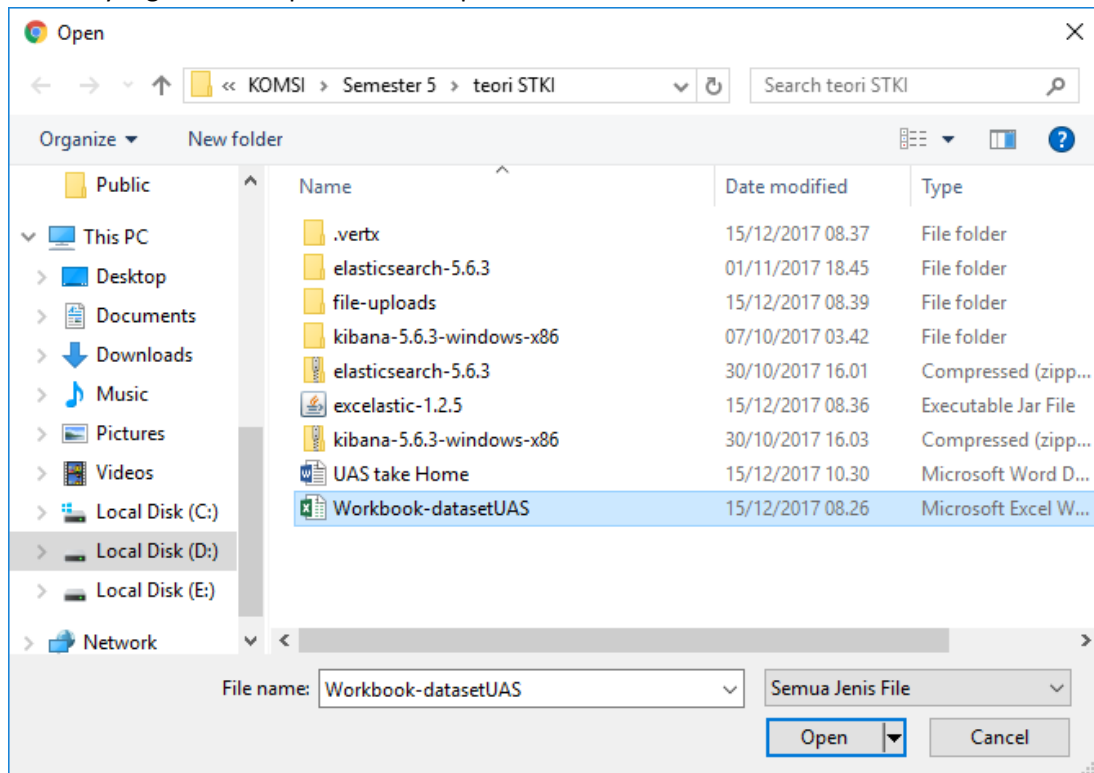 Open
« KOMSI > Semester 5 > teori STKI
Search teori STKI
Organize
New folder
Public
This PC
Desktop
Documents
Downloads
Music
Pictures
Videos
Local Disk (C:)
Local Disk (D:)
Local Disk (E:)
Network
Name Date modified Type
.vertx 15/12/2017 08.37 File folder
elasticsearch-5.6.3 01/11/2017 18.45 File folder
file-uploads 15/12/2017 08.39 File folder
kibana-5.6.3-windows-x86 07/10/2017 03.42 File folder
elasticsearch-5.6.3 30/10/2017 16.01 Compressed (zipp...
excelastic-1.2.5 15/12/2017 08.36 Executable Jar File
kibana-5.6.3-windows-x86 30/10/2017 16.03 Compressed (zipp...
UAS take Home 15/12/2017 10.30 Microsoft Word D...
Workbook-datasetUAS 15/12/2017 08.26 Microsoft Excel W...
File name: Workbook-datasetUAS
Semua Jenis File
Open
Cancel